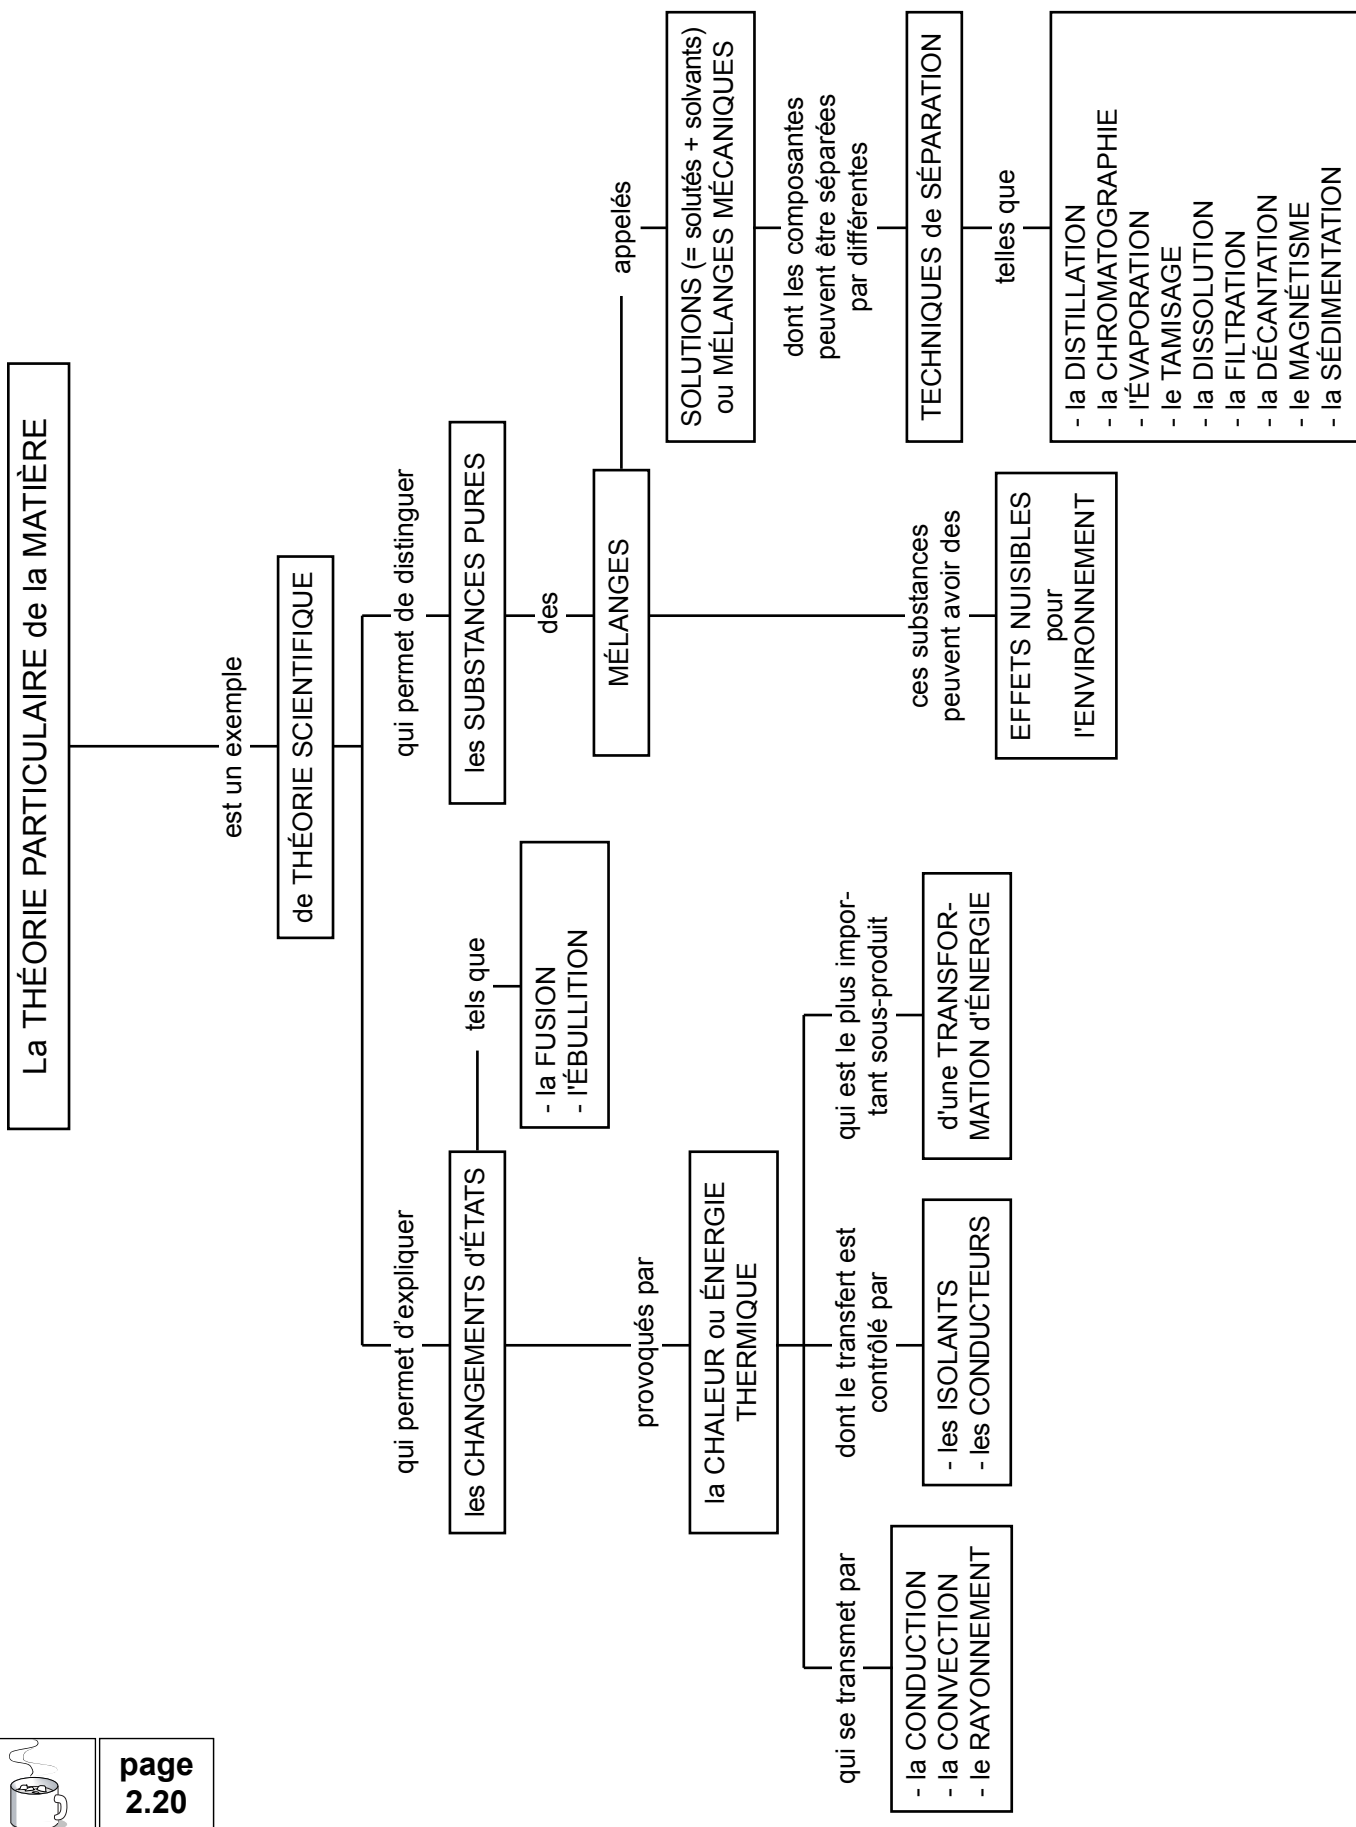 La THÉORIE PARTICULAIRE de la MATIÈRE
est un exemple
de THÉORIE SCIENTIFIQUE
qui permet d'expliquer
les CHANGEMENTS d'ÉTATS
tels que
- la FUSION
- l'ÉBULLITION
provoqués par
la CHALEUR ou ÉNERGIE
THERMIQUE
qui se transmet par
- la CONDUCTION
- la CONVECTION
- le RAYONNEMENT
dont le transfert est
contrôlé par
- les ISOLANTS
- les CONDUCTEURS
qui est le plus impor-
tant sous-produit
d'une TRANSFOR-
MATION d'ÉNERGIE
qui permet de distinguer
les SUBSTANCES PURES
des
MÉLANGES
ces substances
peuvent avoir des
EFFETS NUISIBLES
pour
l'ENVIRONNEMENT
appelés
SOLUTIONS (= solutés + solvants)
ou MÉLANGES MÉCANIQUES
dont les composantes
peuvent être séparées
par différentes
TECHNIQUES de SÉPARATION
telles que
- la DISTILLATION
- la CHROMATOGRAPHIE
- l'ÉVAPORATION
- le TAMISAGE
- la DISSOLUTION
- la FILTRATION
- la DÉCANTATION
- le MAGNÉTISME
- la SÉDIMENTATION
page
2.20